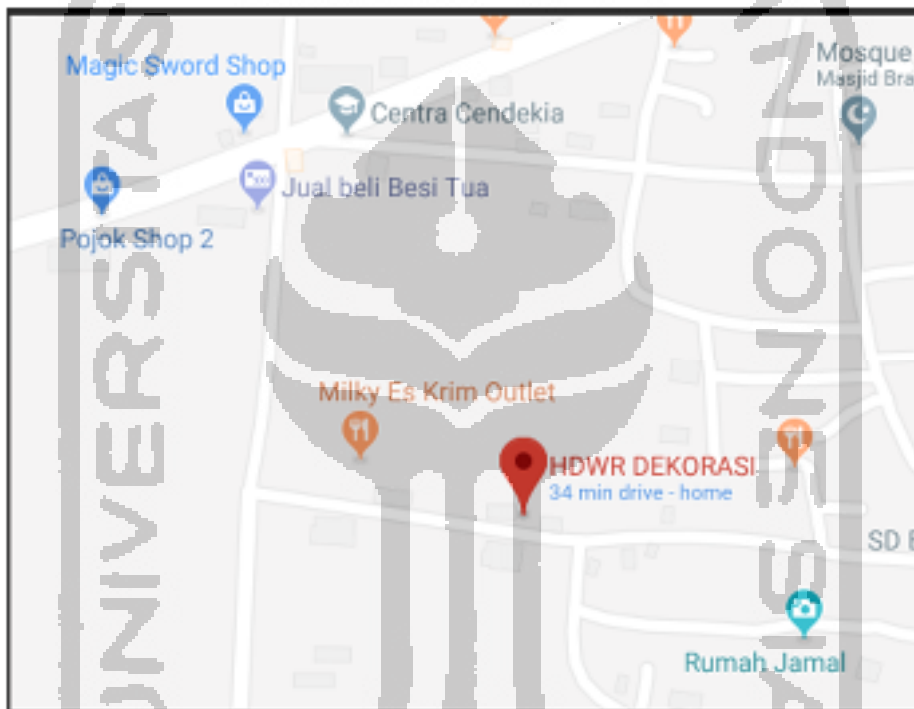 Magic Sword Shop
Mosque
Masjid Bra
Centra Cendekia
Jual beli Besi Tua
Pojok Shop 2
Milky Es Krim Outlet
HDWR DEKORASI
34 min drive - home
SD
Rumah Jamal
UNIVERSITAS